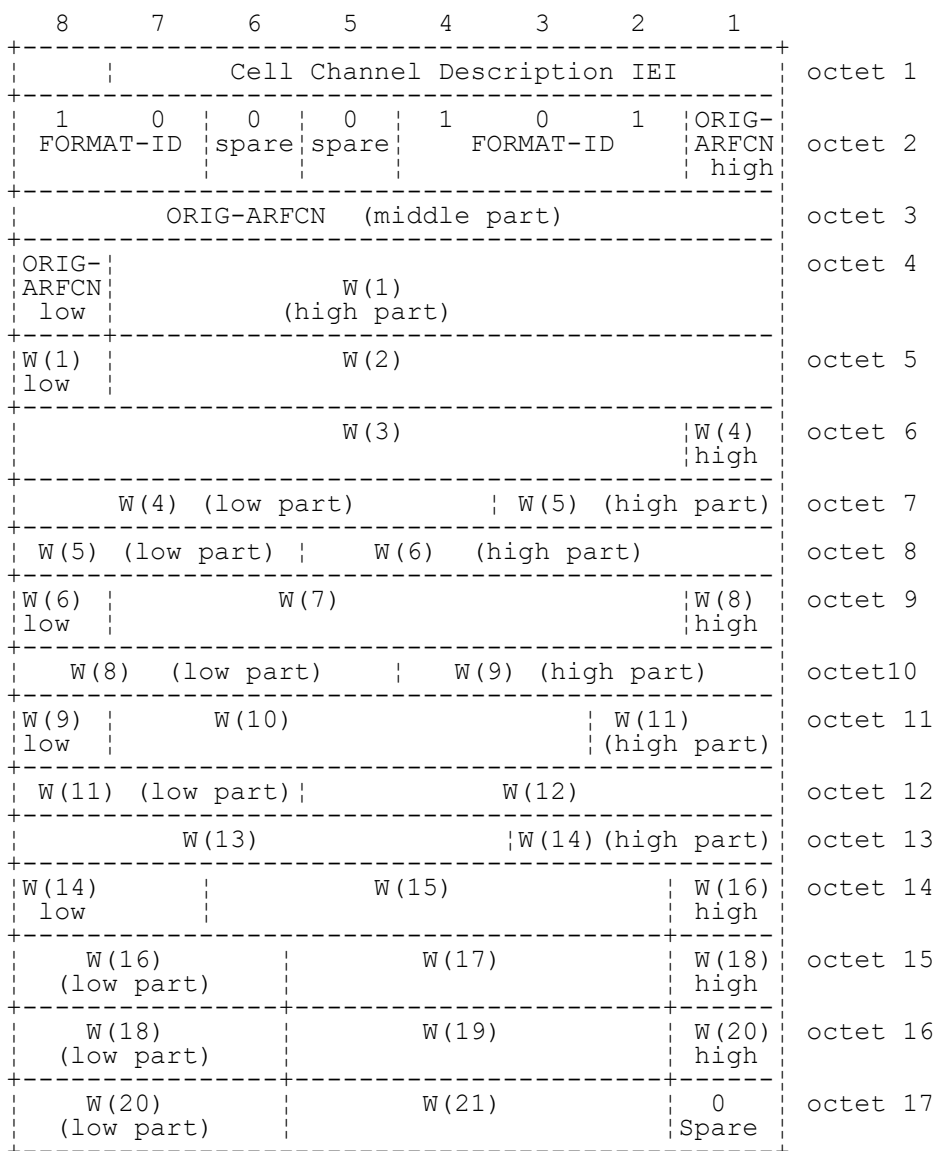 8 7 6 5 4 3 2 1
Cell Channel Description IEI octet 1
1 0 0 0 1 0 1 ORIG-
FORMAT-ID spare spare FORMAT-ID ARFCN octet 2
high
ORIG-ARFCN (middle part) octet 3
ORIG- octet 4
ARFCN W(1)
low (high part)
W(1) W(2) octet 5
low
W(3) W(4) octet 6
high
W(4) (low part) W(5) (high part) octet 7
W(5) (low part) W(6) (high part) octet 8
W(6) W(7) W(8) octet 9
low high
W(8) (low part) W(9) (high part) octet10
W(9) W(10) W(11) octet 11
low (high part)
W(11) (low part) W(12) octet 12
W(13) W(14)(high part) octet 13
W(14) W(15) W(16) octet 14
low high
W(16) W(17) W(18) octet 15
(low part) high
W(18) W(19) W(20) octet 16
(low part) high
W(20) W(21) 0 octet 17
(low part) Spare